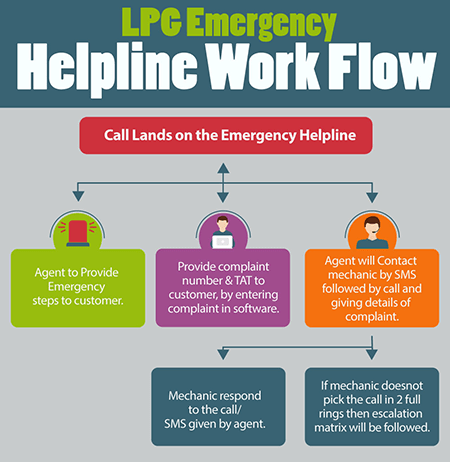 LPG Emergency
Helpline Work Flow
Call Lands on the Emergency Helpline
Agent to Provide
Emergency
steps to customer.
Provide complaint
number & TAT to
customer, by entering
complaint in software.
Agent will Contact
mechanic by SMS
followed by call and
giving details of
complaint.
Mechanic respond
to the call/
SMS given by agent.
If mechanic doesnot
pick the call in 2 full
rings then escalation
matrix will be followed.